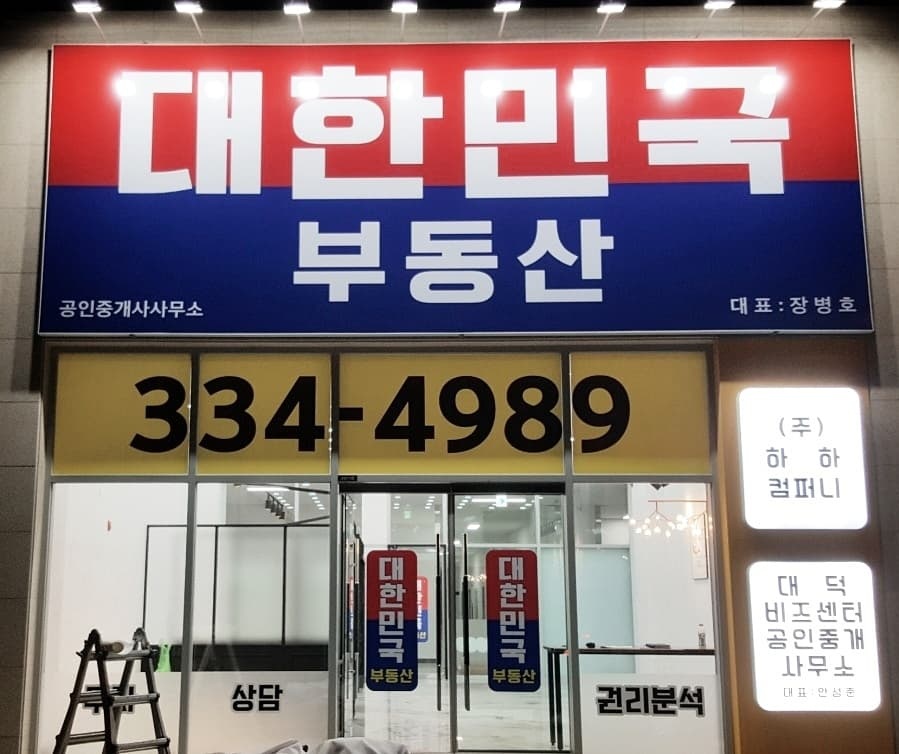 대한민국
부동산
공인중개사사무소
대표:장병호
334-4989
(주)
하하
컴퍼니
대덕
비즈센터
공인중개
사무소
대표:안성준
대한민국
부동산
대한민국
부동산
상담
권리분석